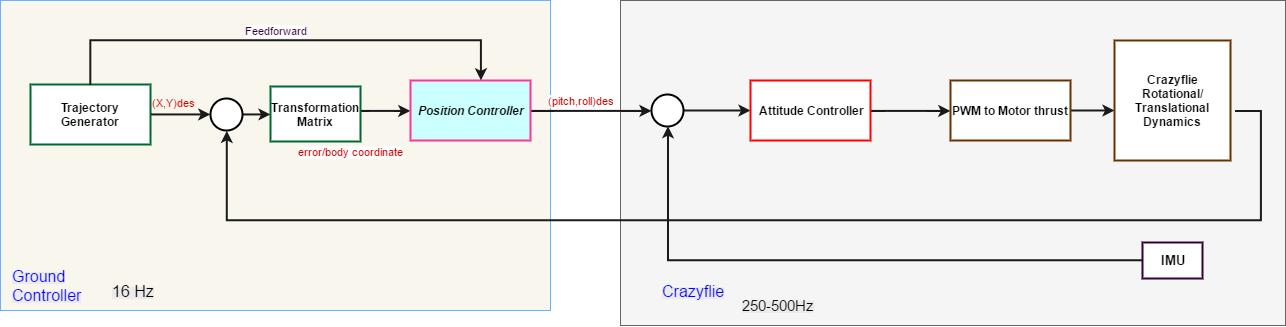 Feedforward
Trajectory
Generator
(X,Y)des
Transformation
Matrix
error/body coordinate
Position Controller
(pitch,roll)des
Attitude Controller
PWM to Motor thrust
Crazyflie
Rotational/
Translational
Dynamics
IMU
Ground
Controller
16 Hz
Crazyflie
250-500Hz